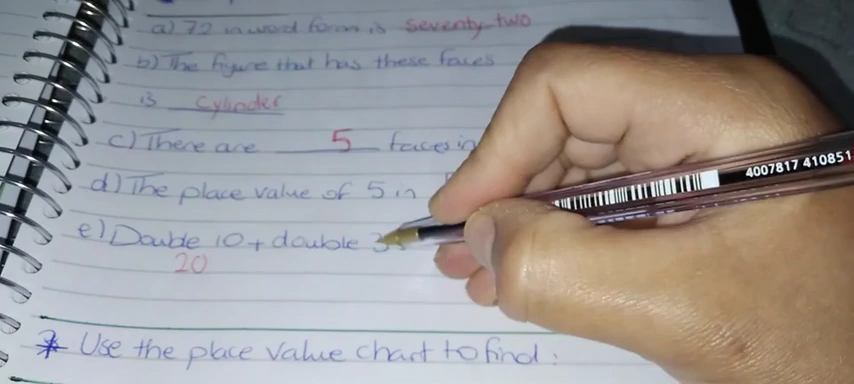 a) 72 in word form is seventy-two
b) The figure that has these faces
is cylinder
c) There are 5 faces in
d) The place value of 5 in
e) Double 10 + double 3
20
Use the place value chart to find:
4007817 410851